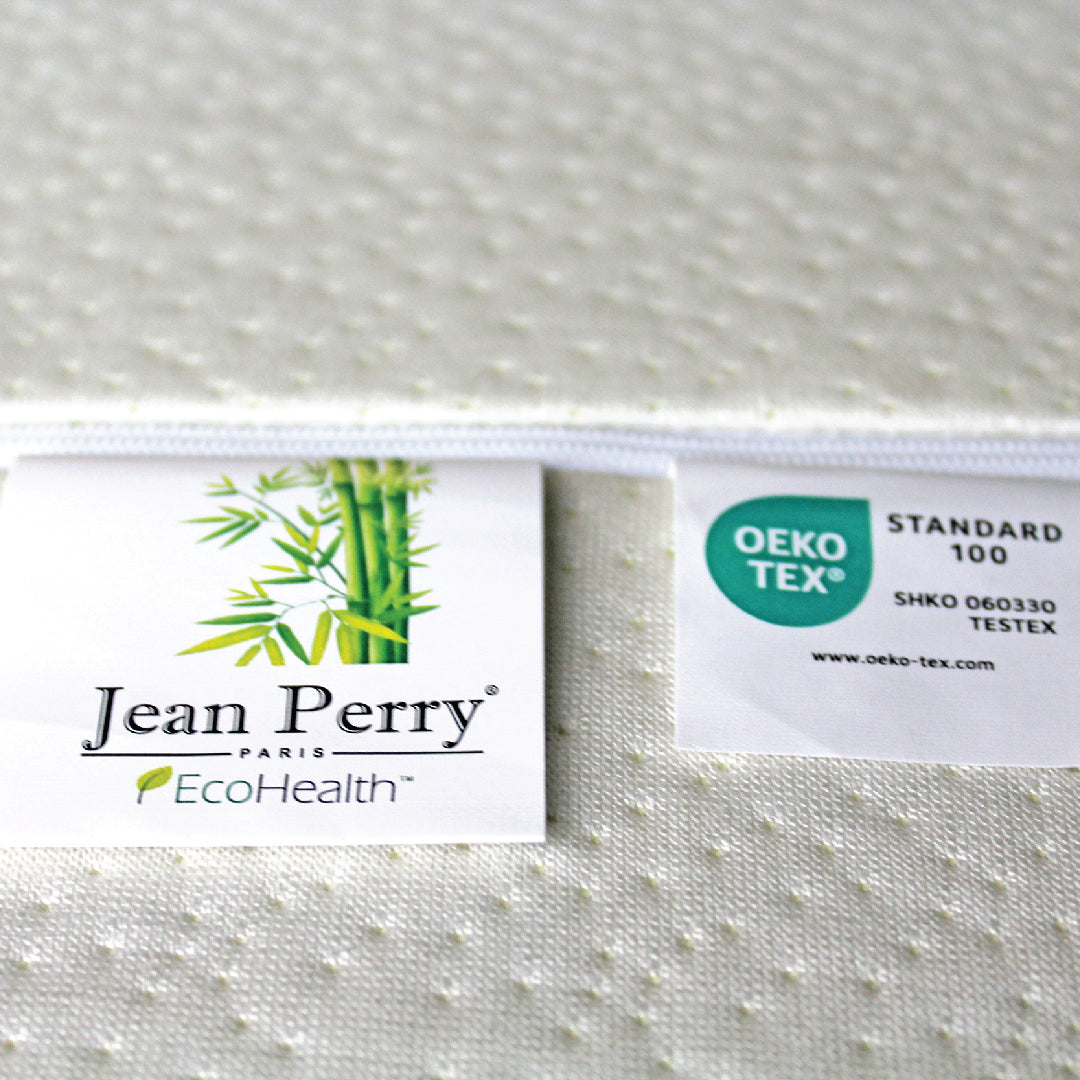 Jean Perry®
PARIS
EcoHealth™
OEKO
TEX®
STANDARD
100
SHKO 060330
TESTEX
www.oeko-tex.com